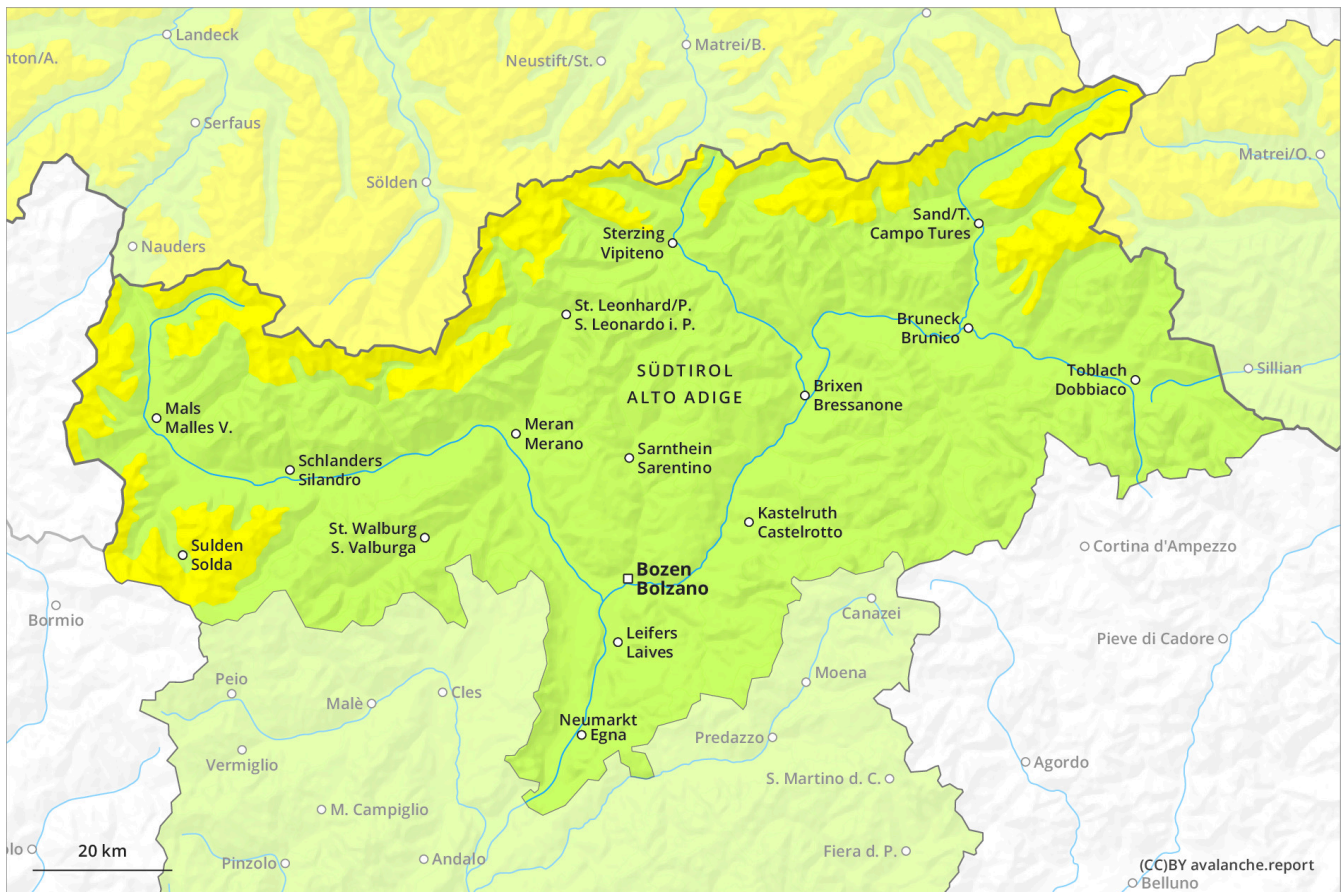 Landeck
nton/A.
Matrei/B.
Neustift/St.
Serfaus
Matrei/O.
Sölden
Nauders
Sand/T.
Campo Tures
Sterzing
Vipiteno
St. Leonhard/P.
S. Leonardo i. P.
Bruneck
Brunico
SÜDTIROL
ALTO ADIGE
Toblach
Dobbiaco
Sillian
Brixen
Bressanone
Mals
Malles V.
Meran
Merano
Sarnthein
Sarentino
Schlanders
Silandro
Kastelruth
Castelrotto
St. Walburg
S. Valburga
Sulden
Solda
Cortina d'Ampezzo
Bozen
Bolzano
Bormio
Canazei
Leifers
Laives
Pieve di Cadore
Peio
Moena
Malè
Cles
Neumarkt
Egna
Predazzo
Vermiglio
Agordo
S. Martino d. C.
M. Campiglio
lo
20 km
Pinzolo
Andalo
Fiera d. P.
(CC)BY avalanche.report
Belluno